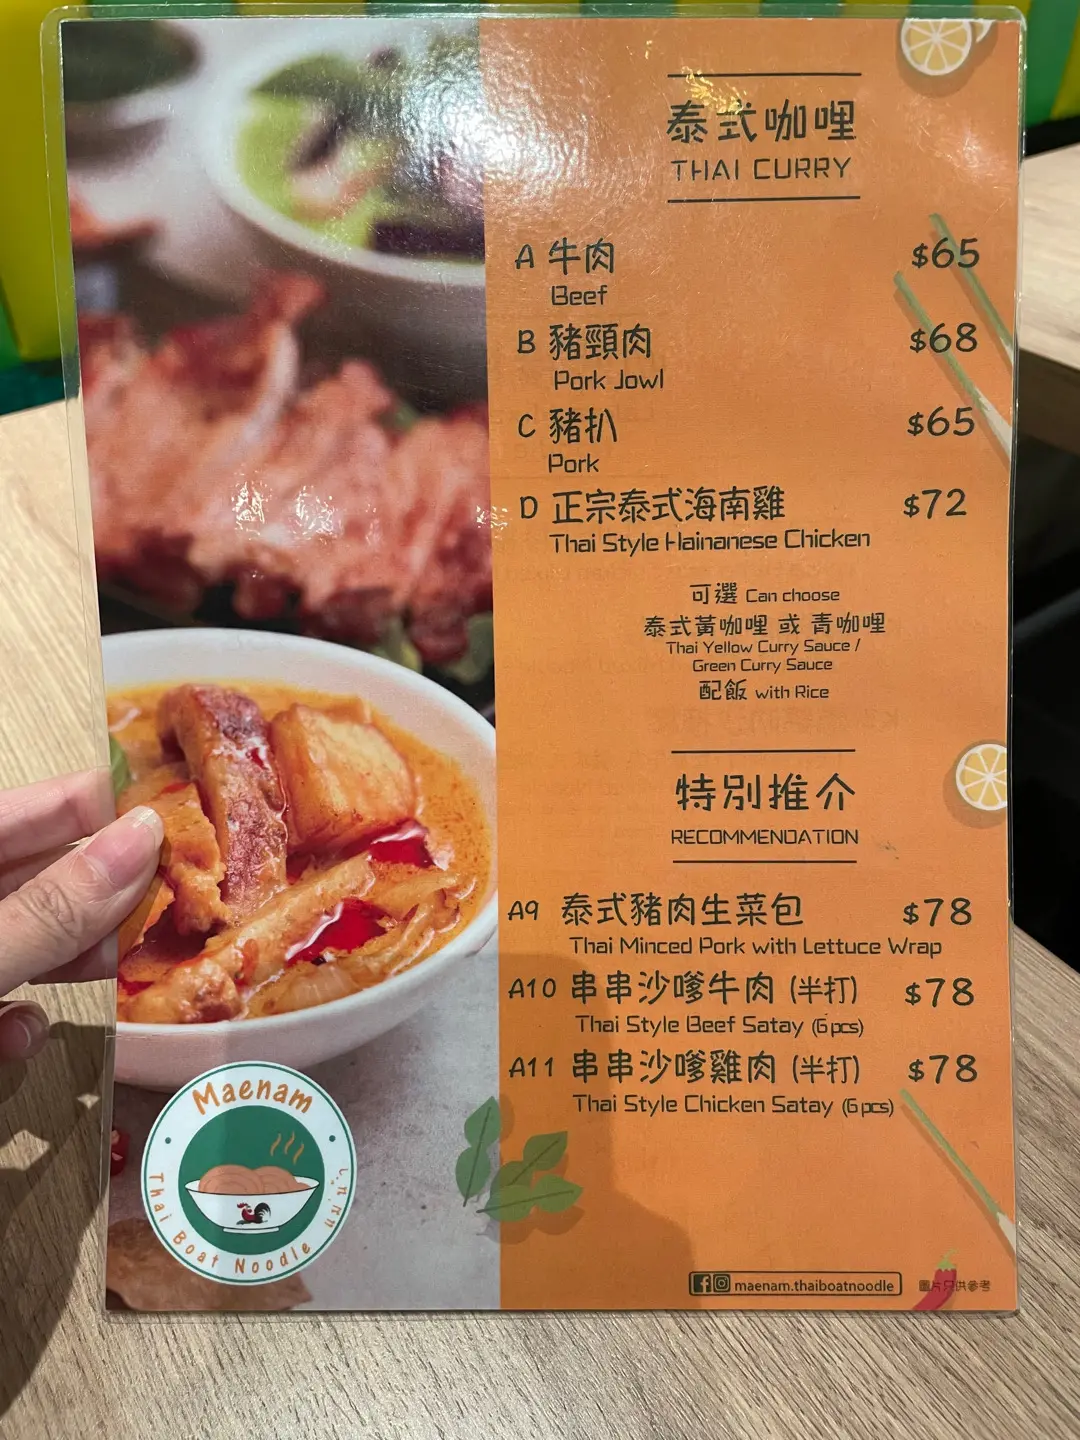 泰式咖哩
THAI CURRY
A 牛肉 $65
Beef
B 豬頸肉 $68
Pork Jowl
C 豬扒 $65
Pork
D 正宗泰式海南雞 $72
Thai Style Hainanese Chicken
可選 Can choose
泰式黃咖哩 或 青咖哩
Thai Yellow Curry Sauce /
Green Curry Sauce
配飯 with Rice
特別推介
RECOMMENDATION
A9 泰式豬肉生菜包 $78
Thai Minced Pork with Lettuce Wrap
A10 串串沙嗲牛肉 (半打) $78
Thai Style Beef Satay (6 pcs)
A11 串串沙嗲雞肉 (半打) $78
Thai Style Chicken Satay (6 pcs)
Maenam
Thai Boat Noodle
maenam.thaiboatnoodle
圖片只供參考